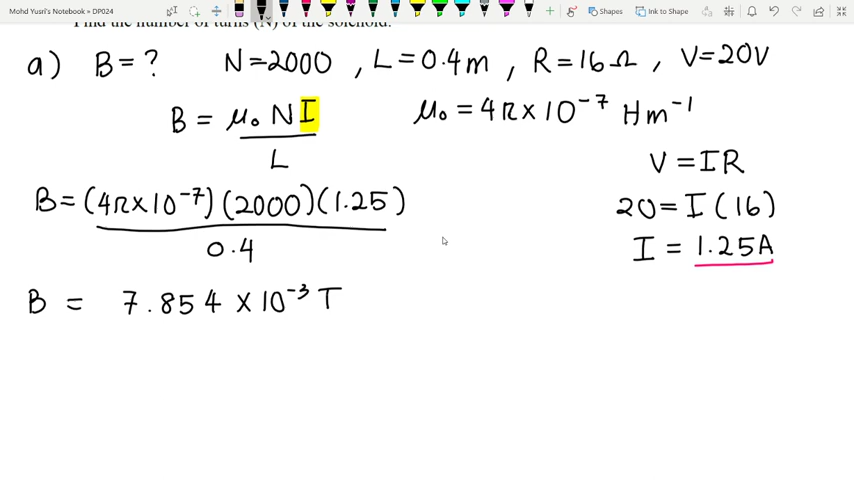 Mohd Yusri's Notebook » DP024
Shapes
Ink to Shape
Find the number of turns (N) of the solenoid.
a) B = ? N = 2000 , L = 0.4 m , R = 16 Ω , V = 20V
B = μ₀ N I / L
μ₀ = 4π × 10⁻⁷ Hm⁻¹
V = IR
B = (4π×10⁻⁷) (2000) (1.25) / 0.4
20 = I (16)
I = 1.25A
B = 7.854 × 10⁻³ T